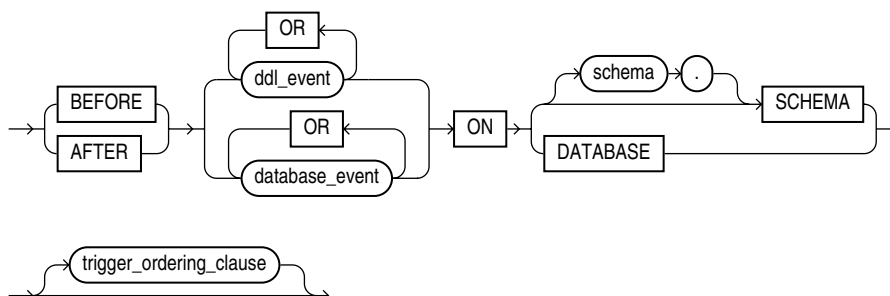 OR
ddl_event
schema .
BEFORE
AFTER
OR
database_event
ON
SCHEMA
DATABASE
trigger_ordering_clause